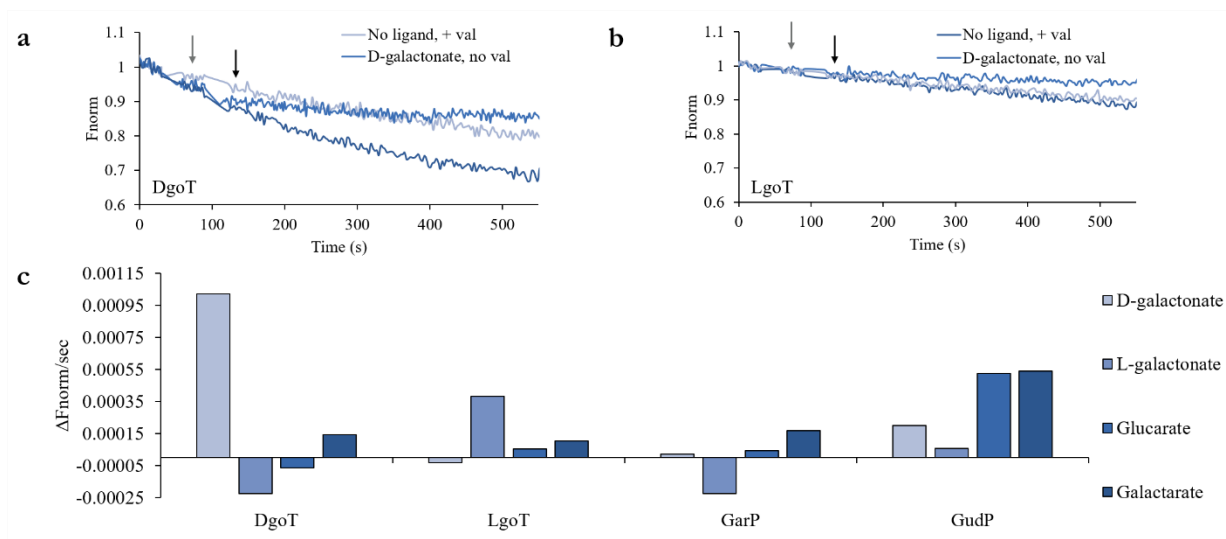 a
1.1
1
0.9
0.8
0.7
0.6
Fnorm
No ligand, + val
D-galactonate, no val
DgoT
0 100 200 300 400 500
Time (s)
b
1.1
1
0.9
0.8
0.7
0.6
Fnorm
No ligand, + val
D-galactonate, no val
LgoT
0 100 200 300 400 500
Time (s)
c
0.00115
0.00095
0.00075
0.00055
0.00035
0.00015
-0.00005
-0.00025
ΔFnorm/sec
DgoT LgoT GarP GudP
D-galactonate
L-galactonate
Glucarate
Galactarate